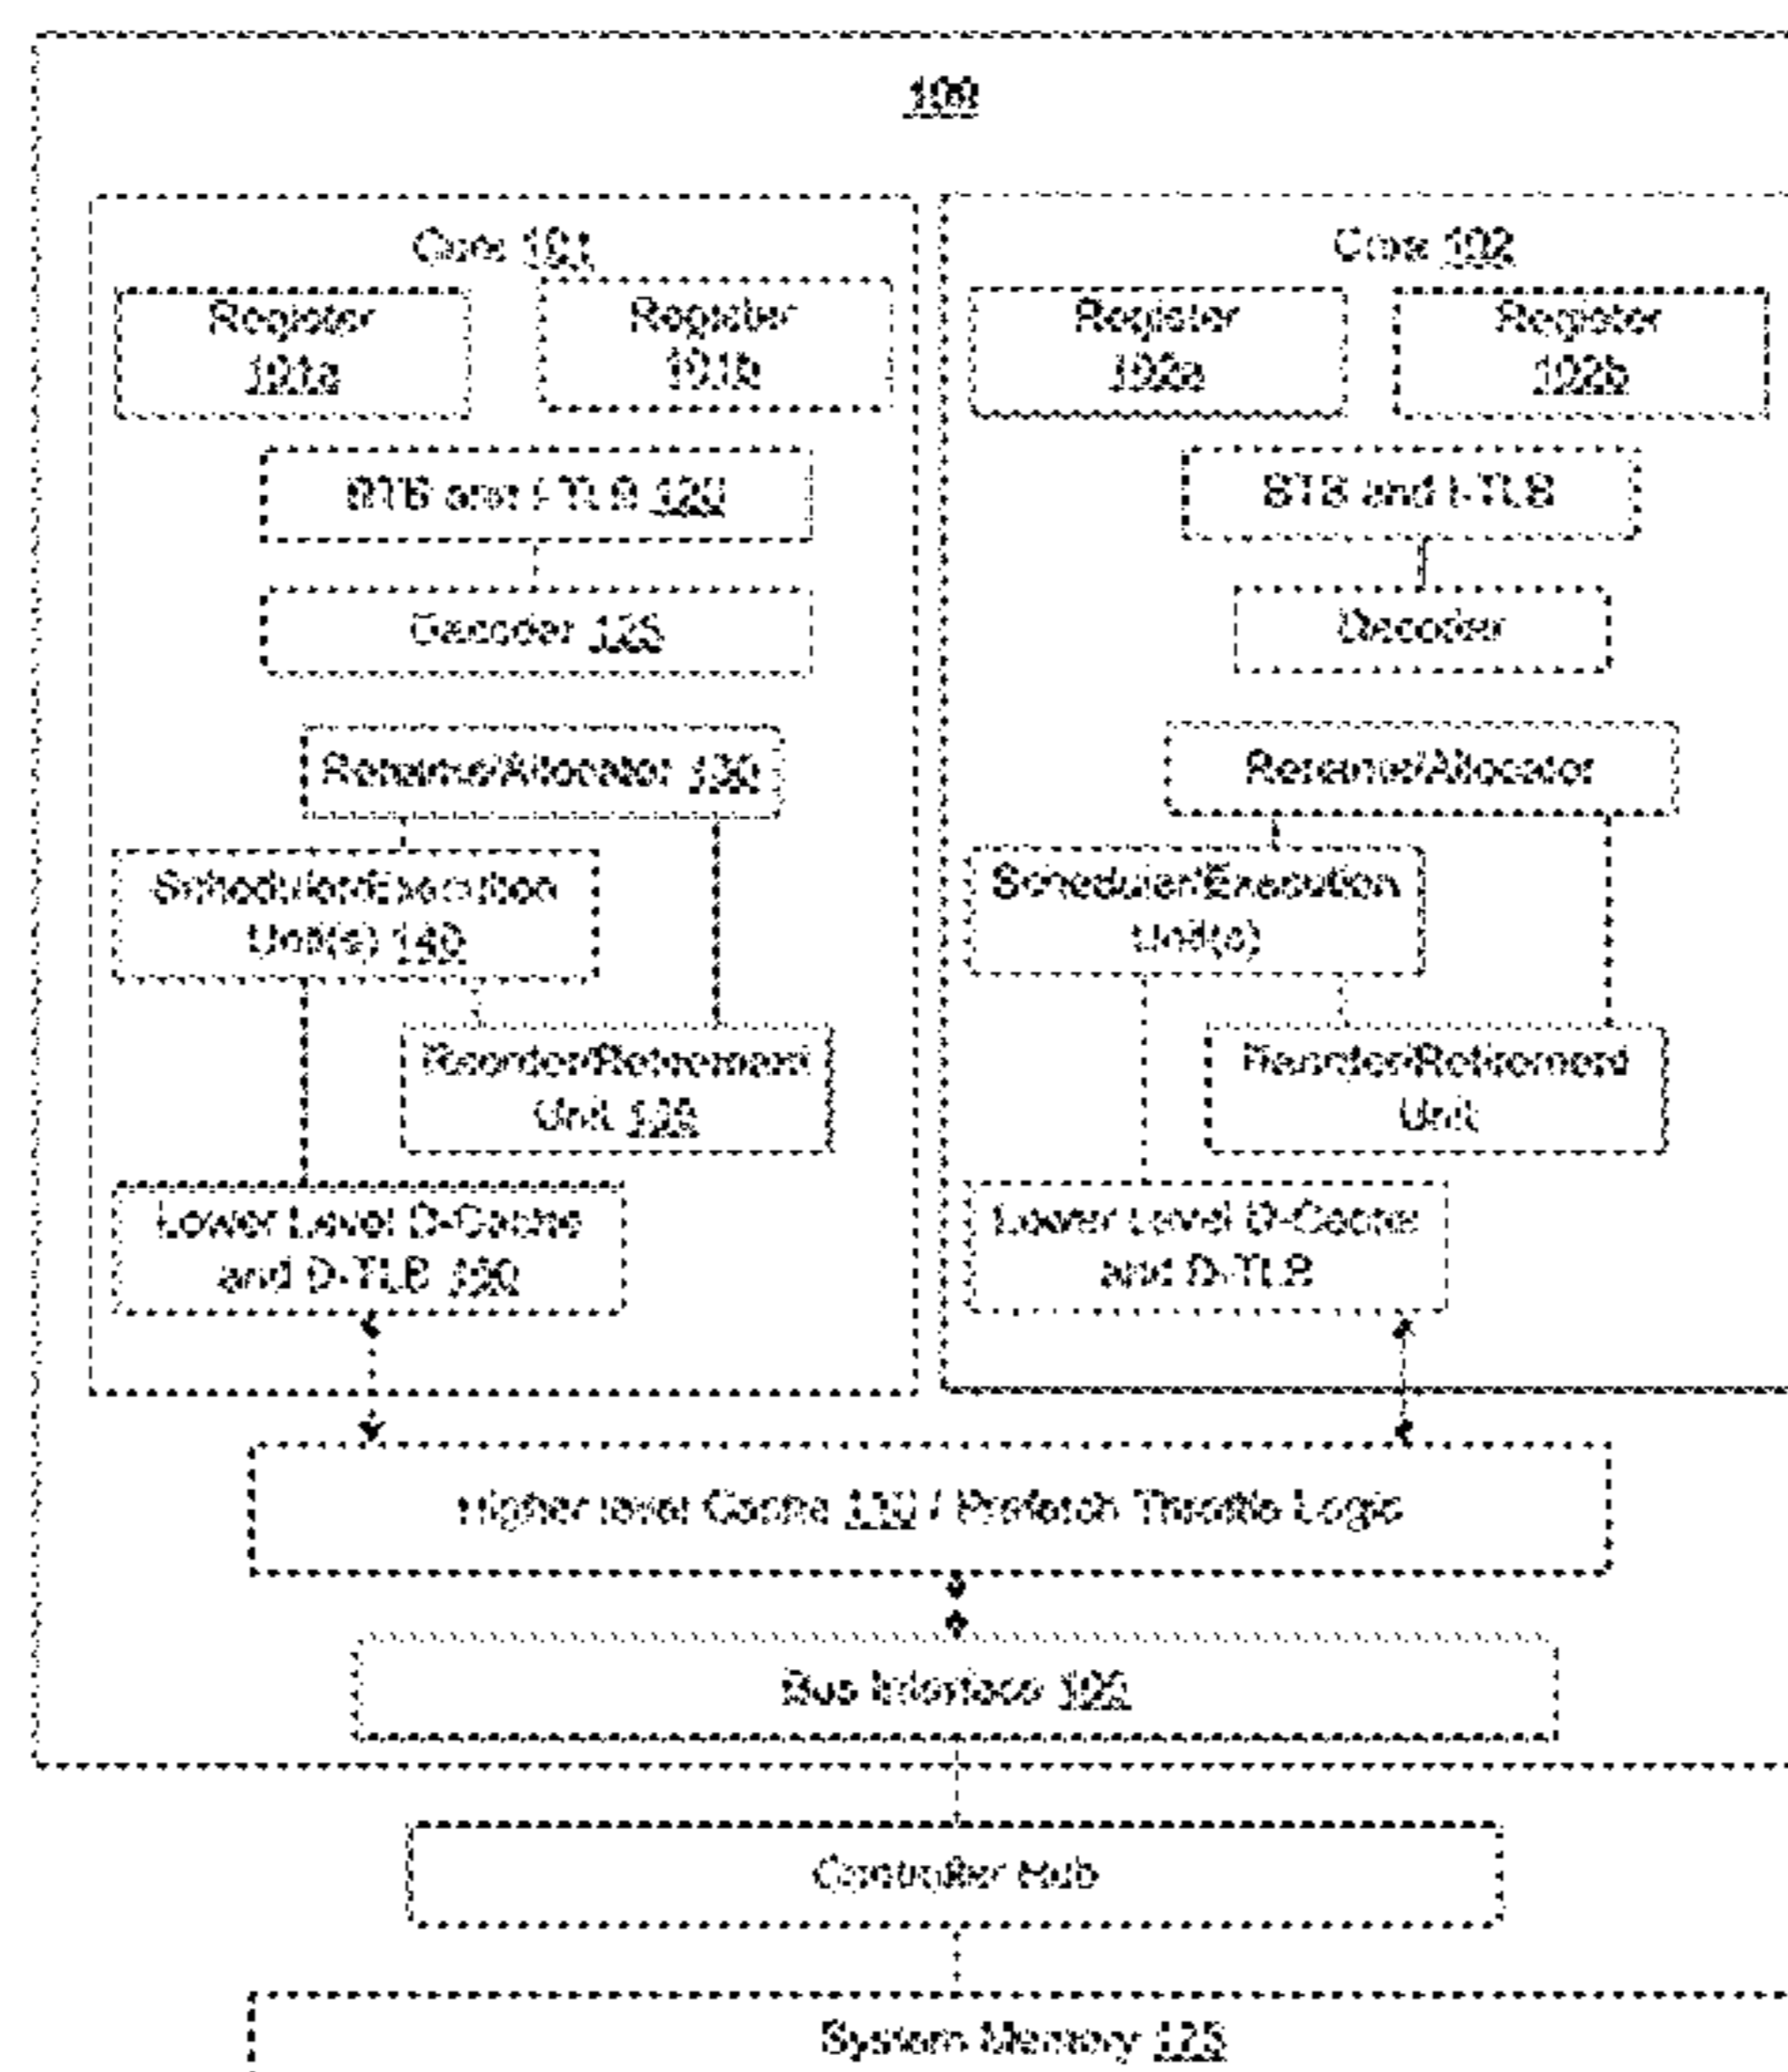 100
Core 101
Register
101a
Register
101b
BTB and I-TLB 120
Decoder 125
Rename/Allocator 130
Scheduler/Execution
Unit(s) 140
Reorder/Retirement
Unit
Lower Level D-Cache
and D-TLB 150
Core 102
Register
102a
Register
102b
BTB and I-TLB
Decoder
Rename/Allocator
Scheduler/Execution
Unit(s)
Reorder/Retirement
Unit
Lower Level D-Cache
and D-TLB
Higher level Cache 110 / Prefetch Throttle Logic
Bus Interface
Controller Hub
System Memory 175